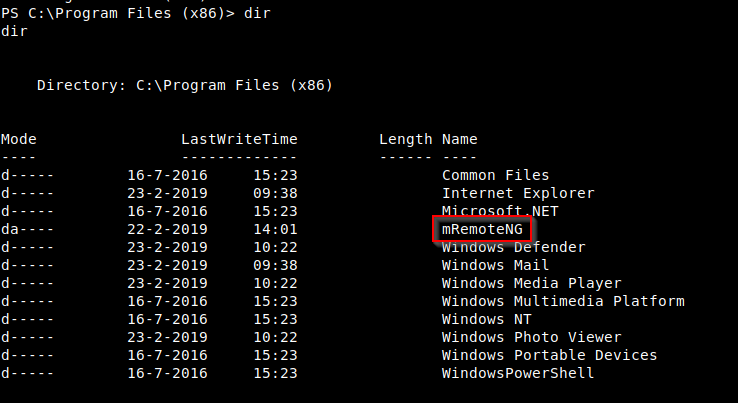 PS C:\Program Files (x86)> dir
dir
Directory: C:\Program Files (x86)
Mode LastWriteTime Length Name
---- ------------- ------ ----
d----- 16-7-2016 15:23 Common Files
d----- 23-2-2019 09:38 Internet Explorer
d----- 16-7-2016 15:23 Microsoft.NET
da---- 22-2-2019 14:01 mRemoteNG
d----- 23-2-2019 10:22 Windows Defender
d----- 23-2-2019 09:38 Windows Mail
d----- 23-2-2019 10:22 Windows Media Player
d----- 16-7-2016 15:23 Windows Multimedia Platform
d----- 16-7-2016 15:23 Windows NT
d----- 23-2-2019 10:22 Windows Photo Viewer
d----- 16-7-2016 15:23 Windows Portable Devices
d----- 16-7-2016 15:23 WindowsPowerShell